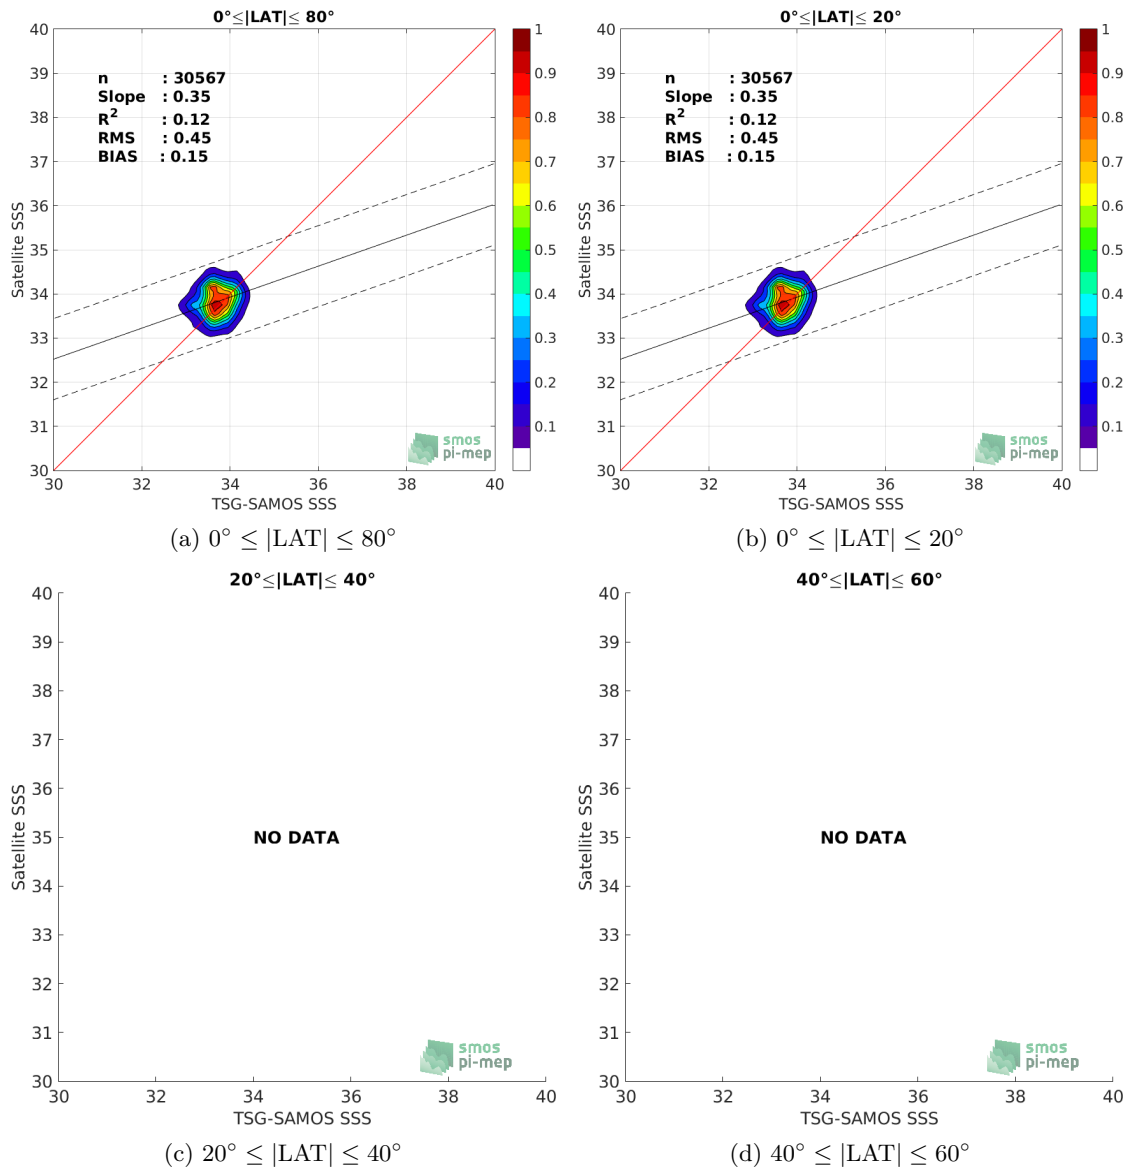 0°≤|LAT|≤ 80°
40
39
38
37
36
35
34
33
32
31
30
Satellite SSS
n : 30567
Slope : 0.35
R2 : 0.12
RMS : 0.45
BIAS : 0.15
1
0.9
0.8
0.7
0.6
0.5
0.4
0.3
0.2
0.1
smos
pi-mep
30 32 34 36 38 40
TSG-SAMOS SSS
(a) 0° ≤ |LAT| ≤ 80°
0°≤|LAT|≤ 20°
40
39
38
37
36
35
34
33
32
31
30
Satellite SSS
n : 30567
Slope : 0.35
R2 : 0.12
RMS : 0.45
BIAS : 0.15
1
0.9
0.8
0.7
0.6
0.5
0.4
0.3
0.2
0.1
smos
pi-mep
30 32 34 36 38 40
TSG-SAMOS SSS
(b) 0° ≤ |LAT| ≤ 20°
20°≤|LAT|≤ 40°
40
39
38
37
36
35
34
33
32
31
30
Satellite SSS
NO DATA
smos
pi-mep
30 32 34 36 38 40
TSG-SAMOS SSS
(c) 20° ≤ |LAT| ≤ 40°
40°≤|LAT|≤ 60°
40
39
38
37
36
35
34
33
32
31
30
Satellite SSS
NO DATA
smos
pi-mep
30 32 34 36 38 40
TSG-SAMOS SSS
(d) 40° ≤ |LAT| ≤ 60°